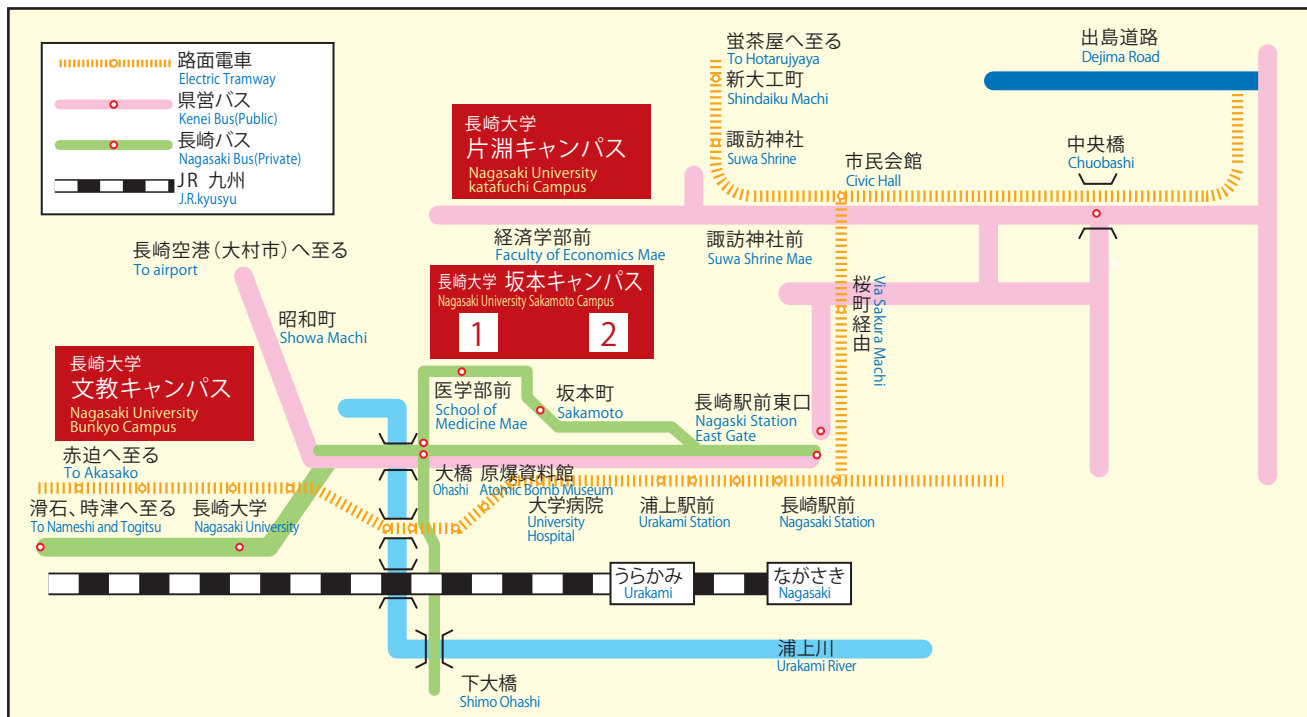 路面電車
Electric Tramway
県営バス
Kenei Bus(Public)
長崎バス
Nagasaki Bus(Private)
JR 九州
J.R.kyusyu
蛍茶屋へ至る
To Hotarujyaya
新大工町
Shindaiku Machi
諏訪神社
Suwa Shrine
出島道路
Dejima Road
市民会館
Civic Hall
中央橋
Chuobashi
長崎大学
片淵キャンパス
Nagasaki University
katafuchi Campus
経済学部前
Faculty of Economics Mae
諏訪神社前
Suwa Shrine Mae
長崎空港(大村市)へ至る
To airport
昭和町
Showa Machi
長崎大学 坂本キャンパス
Nagasaki University Sakamoto Campus
1
2
桜町経由
Via Sakura Machi
長崎大学
文教キャンパス
Nagasaki University
Bunkyo Campus
医学部前
School of
Medicine Mae
坂本町
Sakamoto
長崎駅前東口
Nagaski Station
East Gate
赤迫へ至る
To Akasako
大橋
Ohashi
原爆資料館
Atomic Bomb Museum
滑石、時津へ至る
To Nameshi and Togitsu
長崎大学
Nagasaki University
大学病院
University
Hospital
浦上駅前
Urakami Station
長崎駅前
Nagasaki Station
うらかみ
Urakami
ながさき
Nagasaki
浦上川
Urakami River
下大橋
Shimo Ohashi